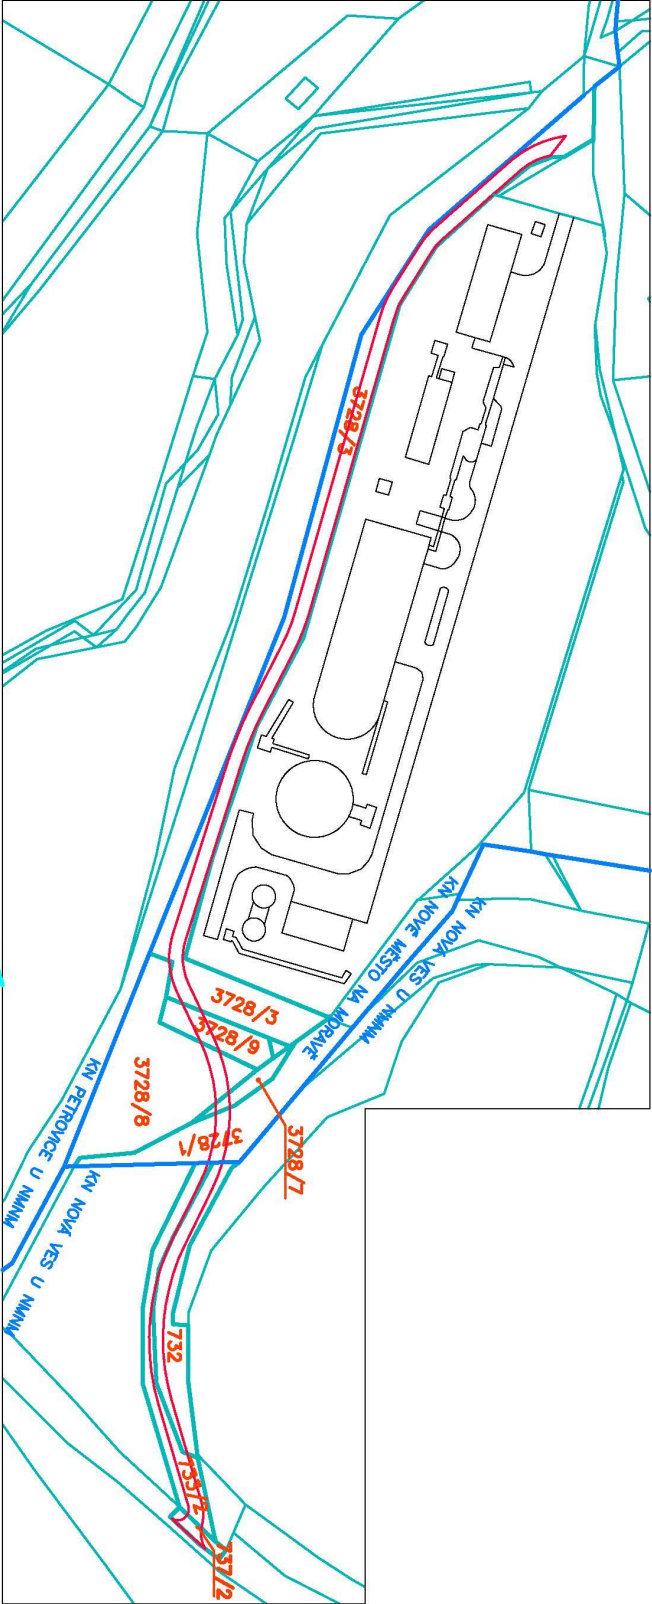 3728/3
KN NOVÁ VES U NMNM
KN NOVÉ MĚSTO NA MORAVĚ
3728/3
3728/9
3728/8
3728/1
3728/7
KN PETROVICE U NMNM
KN NOVÁ VES U NMNM
732
733/2
737/2